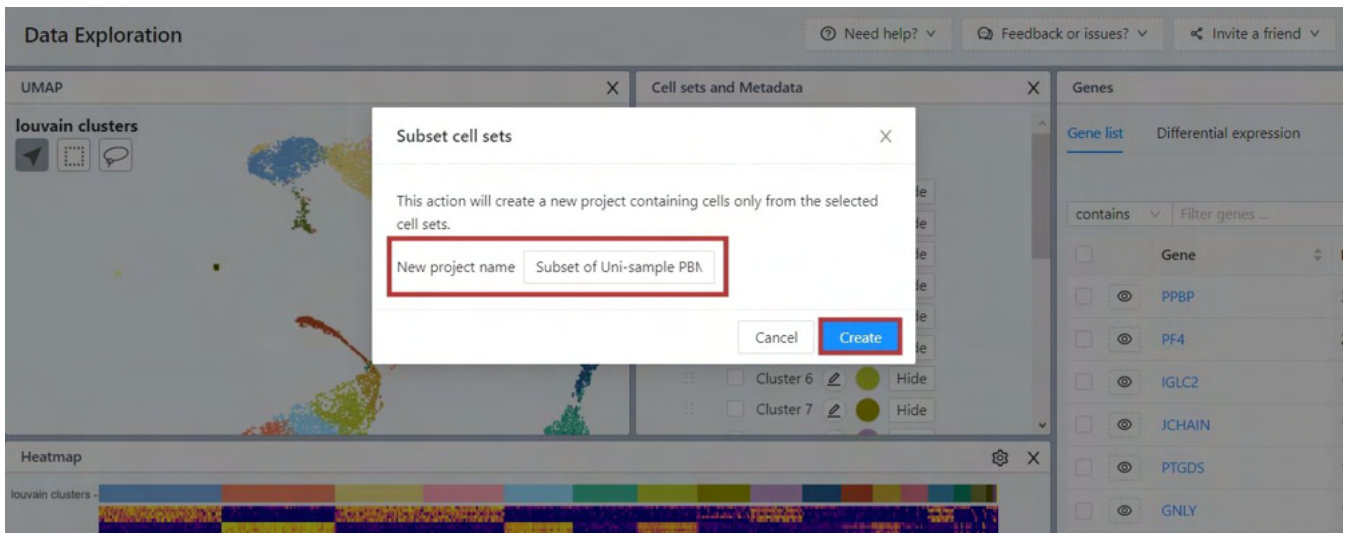 Data Exploration
Need help?
Feedback or issues?
Invite a friend
UMAP
Cell sets and Metadata
Genes
louvain clusters
Subset cell sets
This action will create a new project containing cells only from the selected
cell sets.
New project name
Subset of Uni-sample PBM
Cancel
Create
Cluster 6
Hide
Cluster 7
Hide
Gene list
Differential expression
contains
Filter genes ...
Gene
PPBP
PF4
IGLC2
JCHAIN
PTGDS
GNLY
Heatmap
louvain clusters